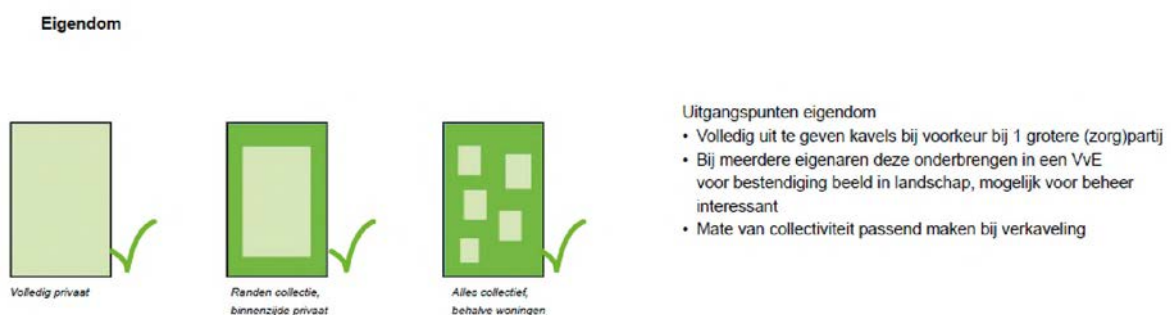 Eigendom
Volledig privaat
Randen collectie,
binnenzijde privaat
Alles collectief,
behalve woningen
Uitgangspunten eigendom
• Volledig uit te geven kavels bij voorkeur bij 1 grotere (zorg)partij
• Bij meerdere eigenaren deze onderbrengen in een VvE
voor bestendiging beeld in landschap, mogelijk voor beheer
interessant
• Mate van collectiviteit passend maken bij verkaveling